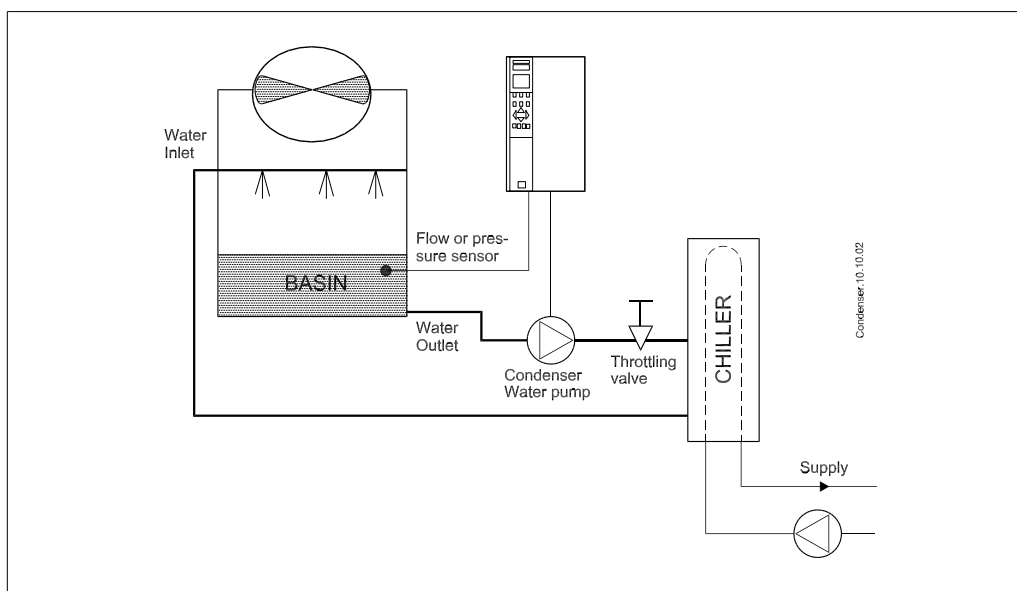 Water
Inlet
Flow or pres-
sure sensor
BASIN
Water
Outlet
Condenser
Water pump
Throttling
valve
CHILLER
Supply
Condenser.10.10.02